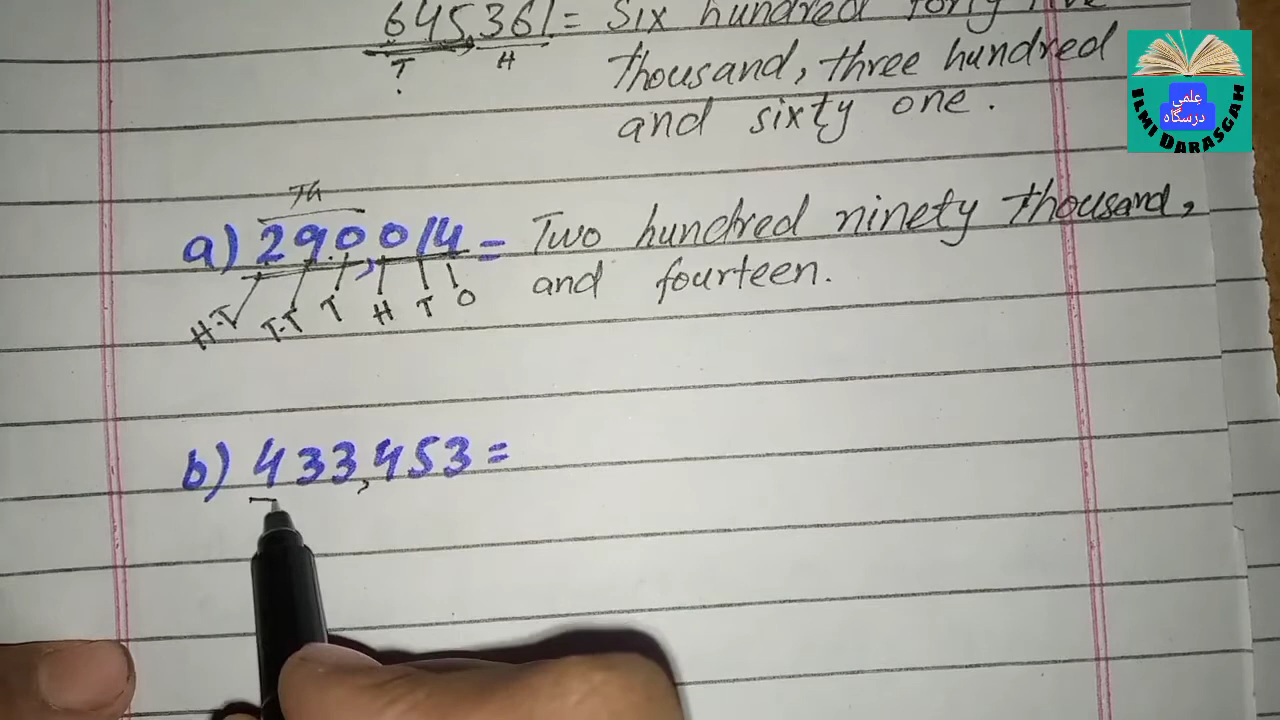 645,361 = Six hundred forty five
T H
thousand, three hundred
and sixty one.
Th
a) 290,014 = Two hundred ninety thousand,
and fourteen.
H.T T.T T H T O
b) 433,453 =
علمی
درسگاہ
ILMI DARASGAH